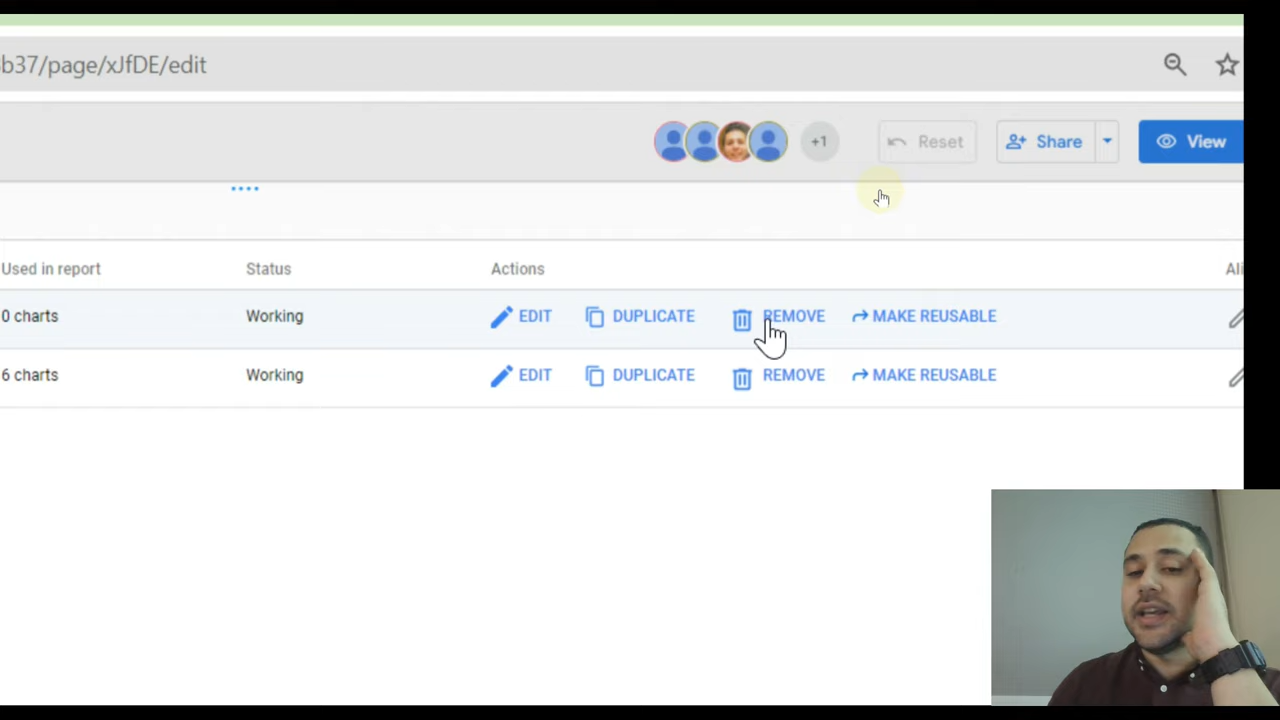 b37/page/xJfDE/edit
+1 Reset Share View
Used in report Status Actions Ali
0 charts Working EDIT DUPLICATE REMOVE MAKE REUSABLE
6 charts Working EDIT DUPLICATE REMOVE MAKE REUSABLE